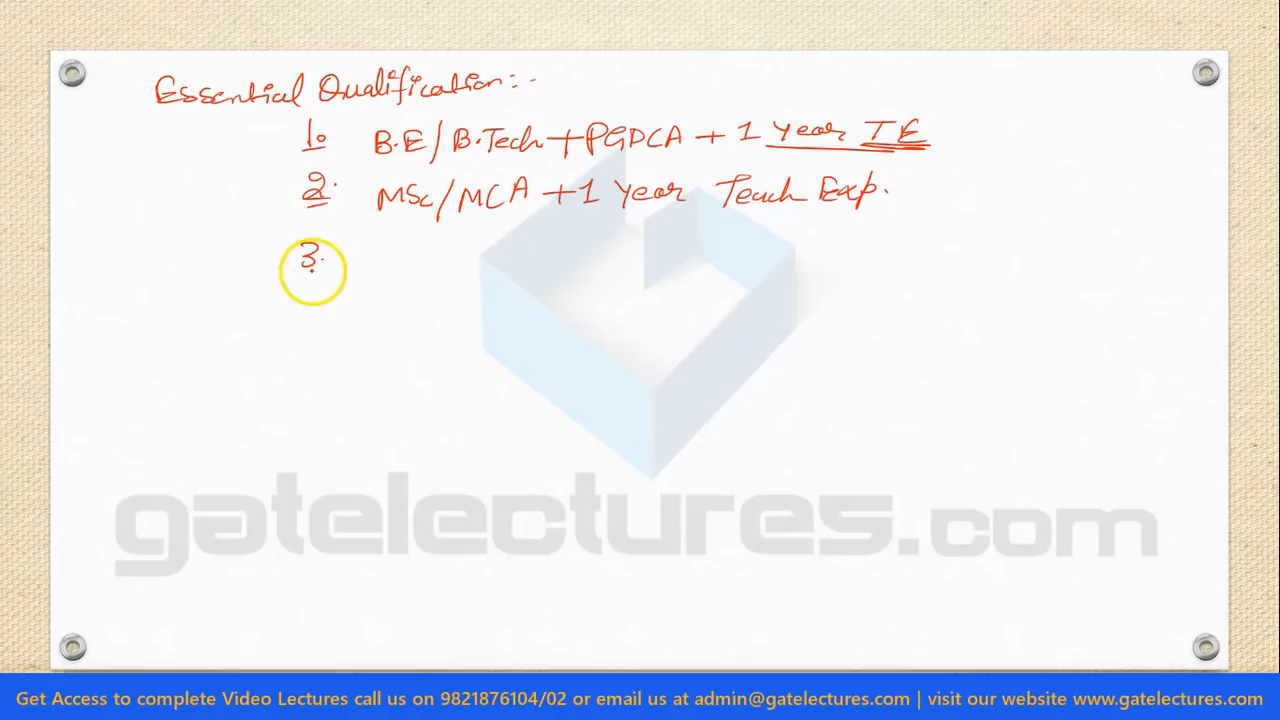 Essential Qualification:-
1. B.E/B.Tech + PGDCA + 1 Year TE
2. MSc/MCA + 1 Year Teach Exp.
3.
gatelectures.com
Get Access to complete Video Lectures call us on 9821876104/02 or email us at admin@gatelectures.com | visit our website www.gatelectures.com